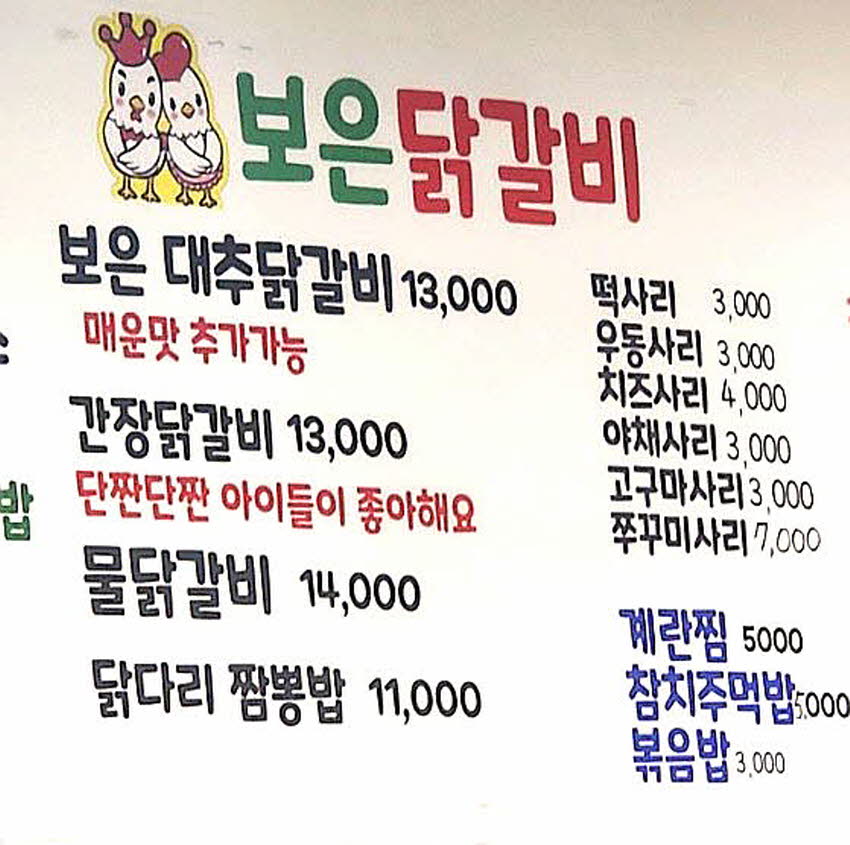 보은닭갈비
보은 대추닭갈비 13,000
매운맛 추가가능
간장닭갈비 13,000
단짠단짠 아이들이 좋아해요
물닭갈비 14,000
닭다리 짬뽕밥 11,000
떡사리 3,000
우동사리 3,000
치즈사리 4,000
야채사리 3,000
고구마사리 3,000
쭈꾸미사리 7,000
계란찜 5000
참치주먹밥 5,000
볶음밥 3,000
밥